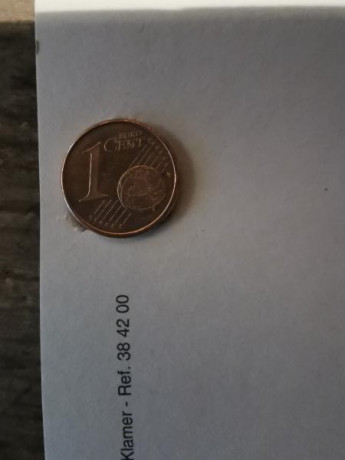 1
EURO
CENT
Klamer - Ref. 38 42 00